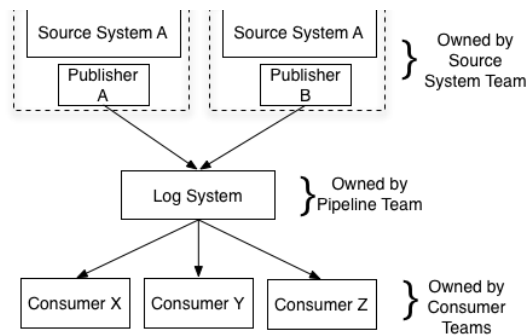 Source System A
Source System A
Owned by
Source
System Team
Publisher
A
Publisher
B
Log System
Owned by
Pipeline Team
Consumer X
Consumer Y
Consumer Z
Owned by
Consumer
Teams